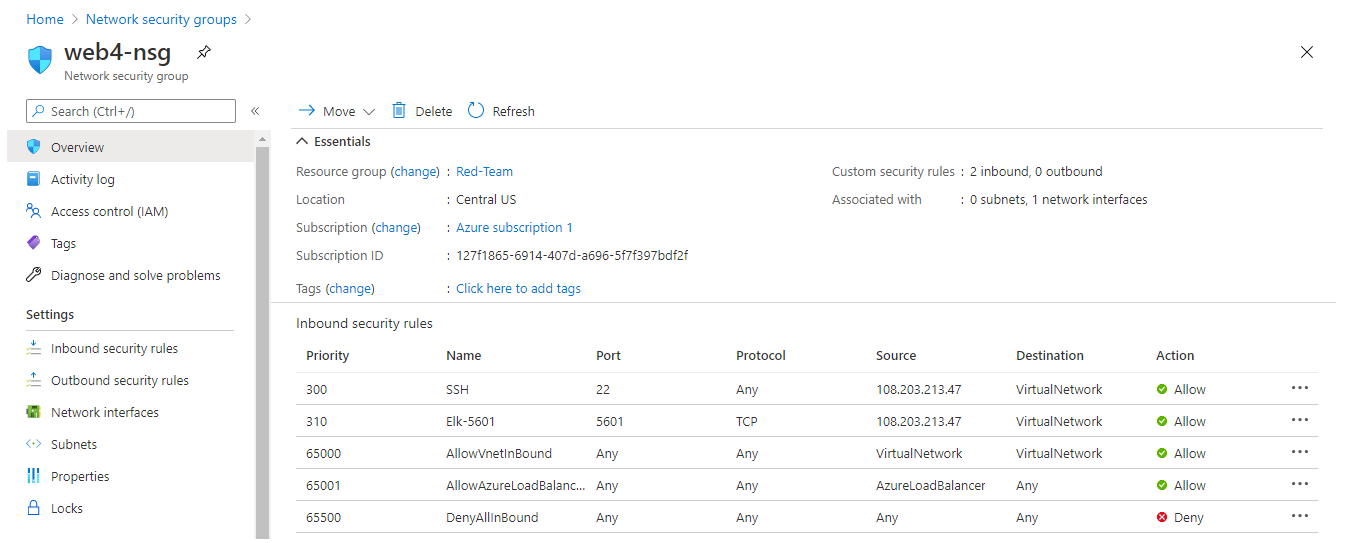 Home > Network security groups >
web4-nsg
Network security group
Search (Ctrl+/)
«
Move
Delete
Refresh
Overview
Activity log
Access control (IAM)
Tags
Diagnose and solve problems
Settings
Inbound security rules
Outbound security rules
Network interfaces
Subnets
Properties
Locks
Essentials
Resource group (change) : Red-Team
Location : Central US
Subscription (change) : Azure subscription 1
Subscription ID : 127f1865-6914-407d-a696-5f7f397bdf2f
Tags (change) : Click here to add tags
Custom security rules : 2 inbound, 0 outbound
Associated with : 0 subnets, 1 network interfaces
Inbound security rules
Priority Name Port Protocol Source Destination Action
300 SSH 22 Any 108.203.213.47 VirtualNetwork Allow ...
310 Elk-5601 5601 TCP 108.203.213.47 VirtualNetwork Allow ...
65000 AllowVnetInBound Any Any VirtualNetwork VirtualNetwork Allow ...
65001 AllowAzureLoadBalanc... Any Any AzureLoadBalancer Any Allow ...
65500 DenyAllInBound Any Any Any Any Deny ...